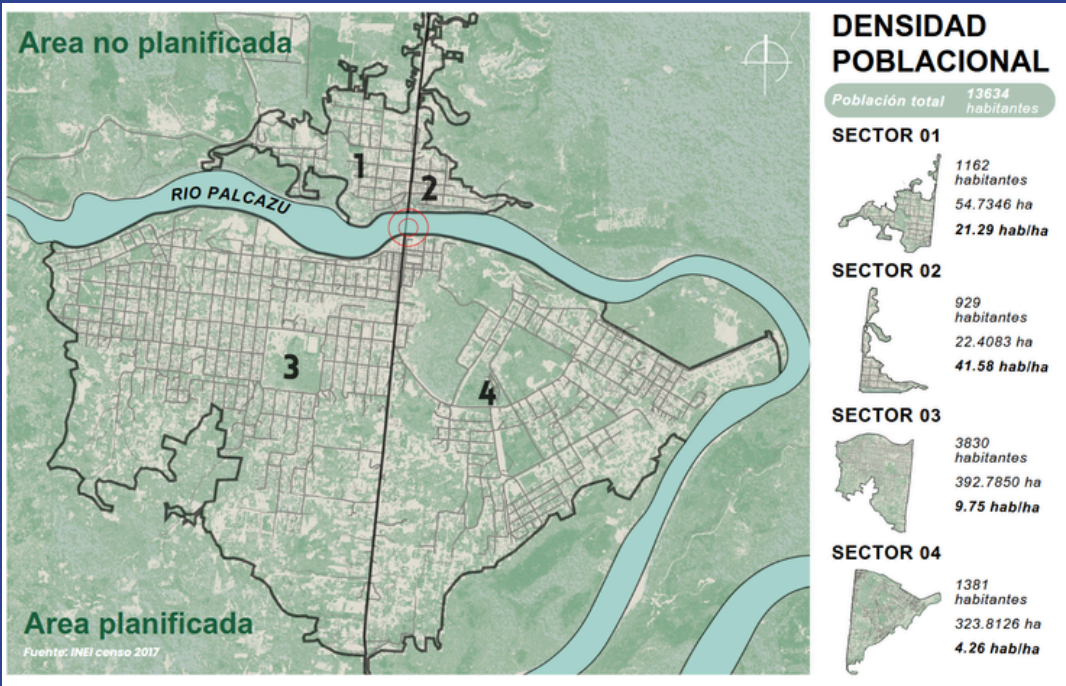 Area no planificada
1
2
RIO PALCAZU
3
4
Area planificada
Fuente: INEI censo 2017
DENSIDAD
POBLACIONAL
Población total 13634
habitantes
SECTOR 01
1162
habitantes
54.7346 ha
21.29 hab/ha
SECTOR 02
929
habitantes
22.4083 ha
41.58 hab/ha
SECTOR 03
3830
habitantes
392.7850 ha
9.75 hab/ha
SECTOR 04
1381
habitantes
323.8126 ha
4.26 hab/ha